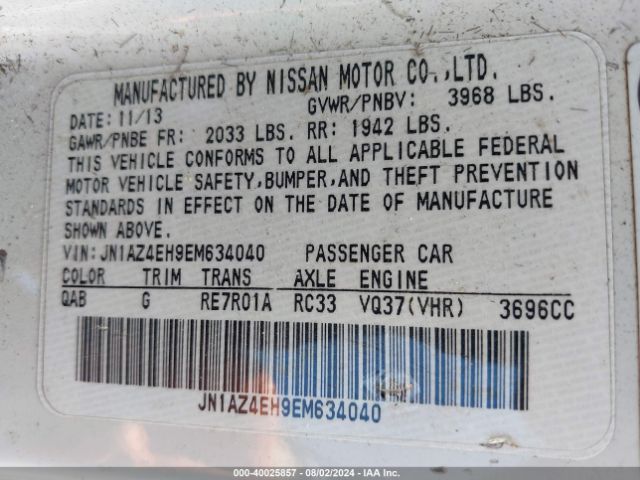 MANUFACTURED BY NISSAN MOTOR CO.,LTD.
DATE: 11/13 GVWR/PNBV: 3968 LBS.
GAWR/PNBE FR: 2033 LBS. RR: 1942 LBS.
THIS VEHICLE CONFORMS TO ALL APPLICABLE FEDERAL
MOTOR VEHICLE SAFETY,BUMPER,AND THEFT PREVENTION
STANDARDS IN EFFECT ON THE DATE OF MANUFACTURE
SHOWN ABOVE.
VIN: JN1AZ4EH9EM634040 PASSENGER CAR
COLOR TRIM TRANS AXLE ENGINE
QAB G RE7R01A RC33 VQ37(VHR) 3696CC
JN1AZ4EH9EM634040
000-40025857 - 08/02/2024 - IAA Inc.